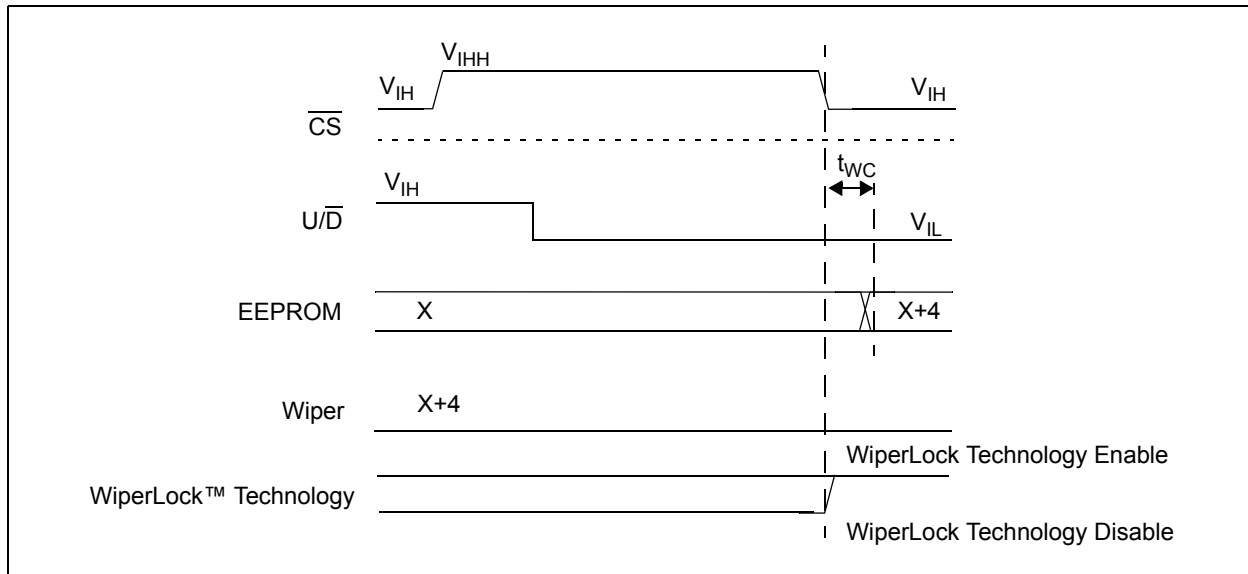 VIHH
VIH
VIH
CS
tWC
VIH
U/D
VIL
EEPROM
X
X+4
Wiper
X+4
WiperLock Technology Enable
WiperLock™ Technology
WiperLock Technology Disable